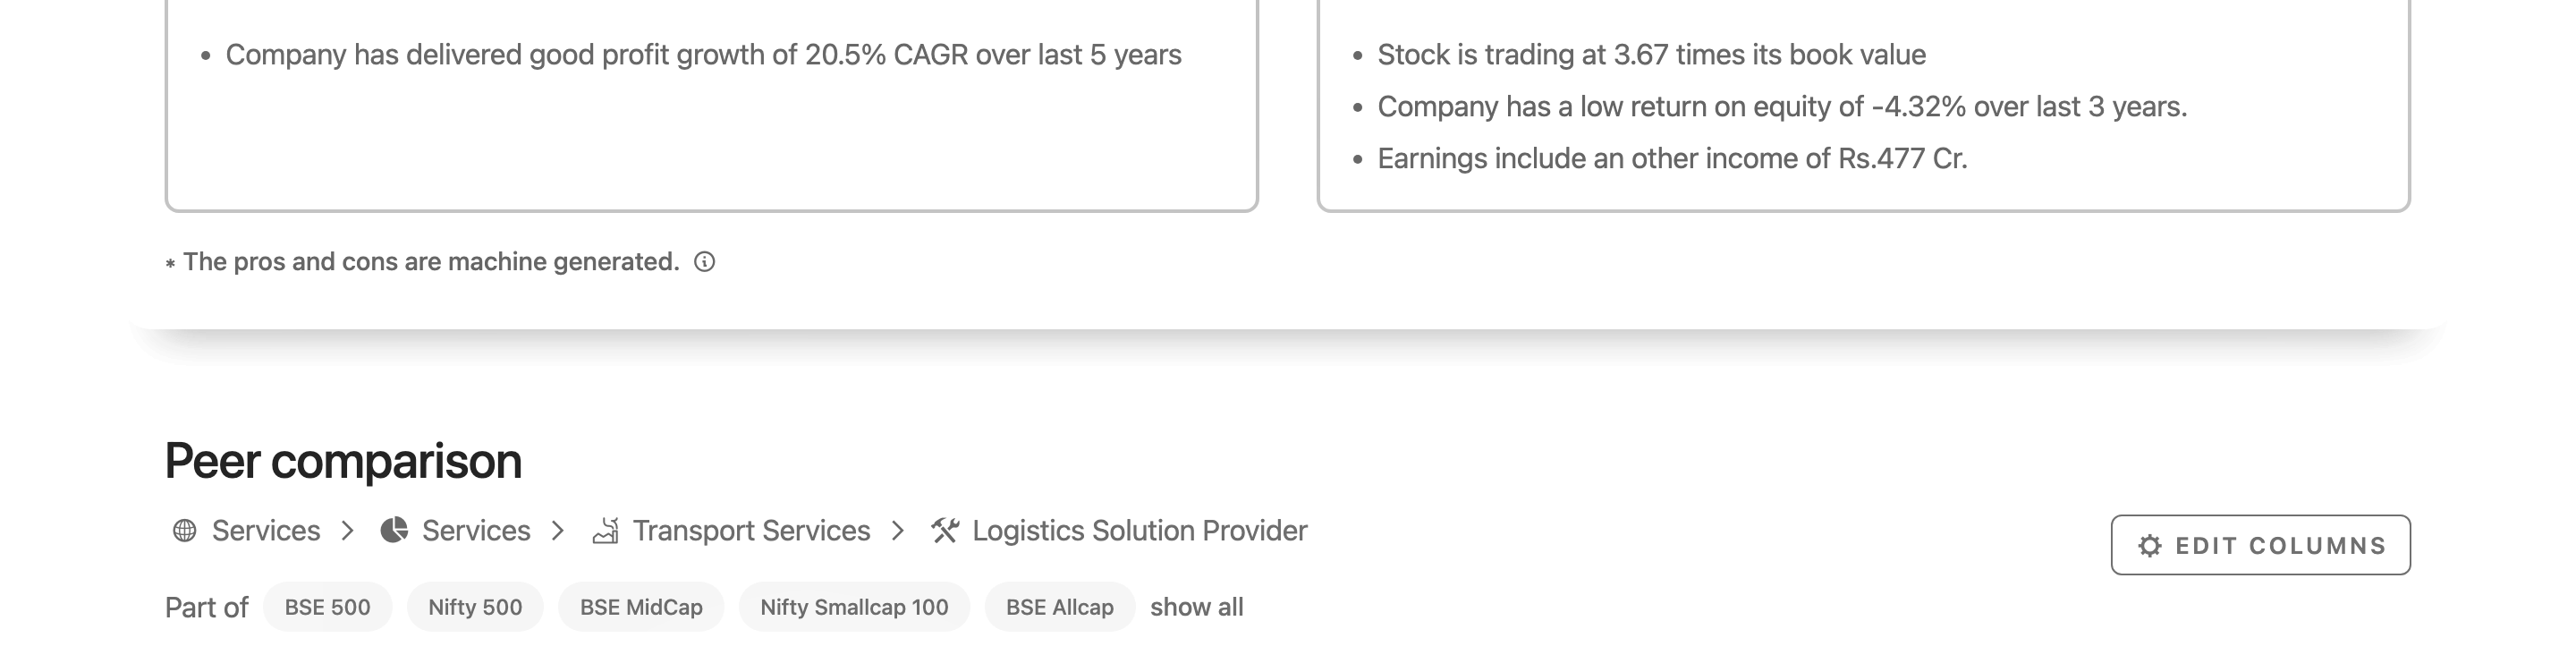 • Company has delivered good profit growth of 20.5% CAGR over last 5 years
• Stock is trading at 3.67 times its book value
• Company has a low return on equity of -4.32% over last 3 years.
• Earnings include an other income of Rs.477 Cr.
* The pros and cons are machine generated.
Peer comparison
Services > Services > Transport Services > Logistics Solution Provider
EDIT COLUMNS
Part of BSE 500 Nifty 500 BSE MidCap Nifty Smallcap 100 BSE Allcap show all